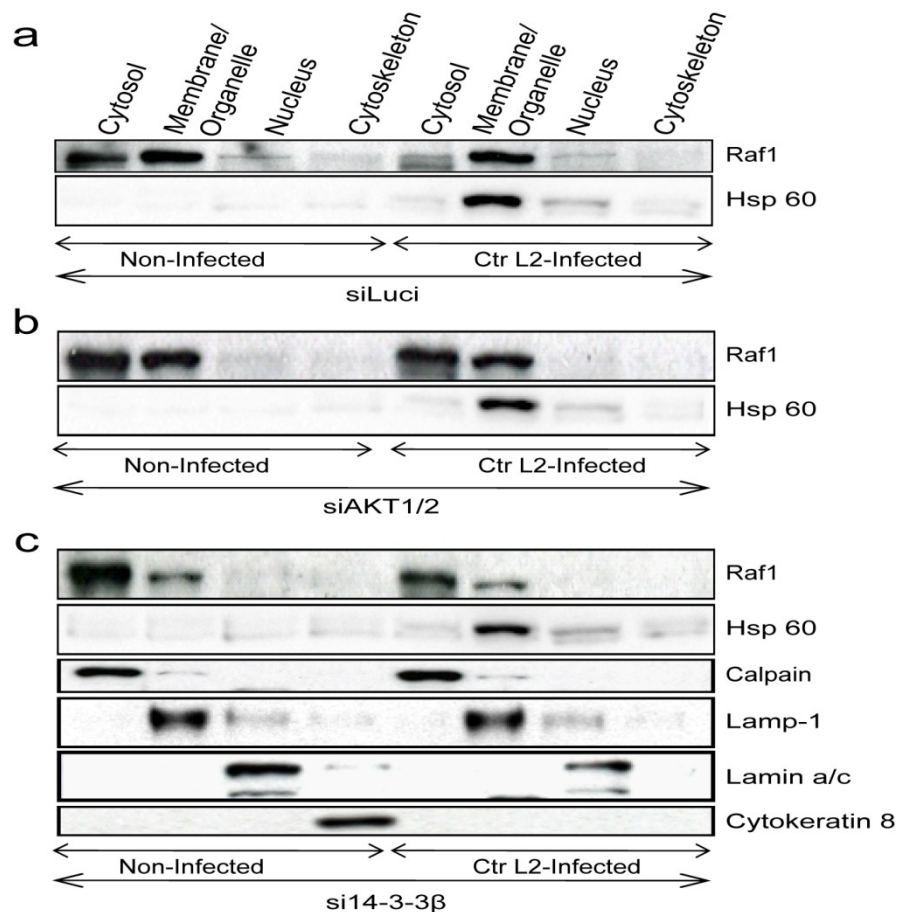 a
Cytosol
Membrane/
Organelle
Nucleus
Cytoskeleton
Cytosol
Membrane/
Organelle
Nucleus
Cytoskeleton
Raf1
Hsp 60
Non-Infected
Ctr L2-Infected
siLuci
b
Raf1
Hsp 60
Non-Infected
Ctr L2-Infected
siAKT1/2
c
Raf1
Hsp 60
Calpain
Lamp-1
Lamin a/c
Cytokeratin 8
Non-Infected
Ctr L2-Infected
si14-3-3β